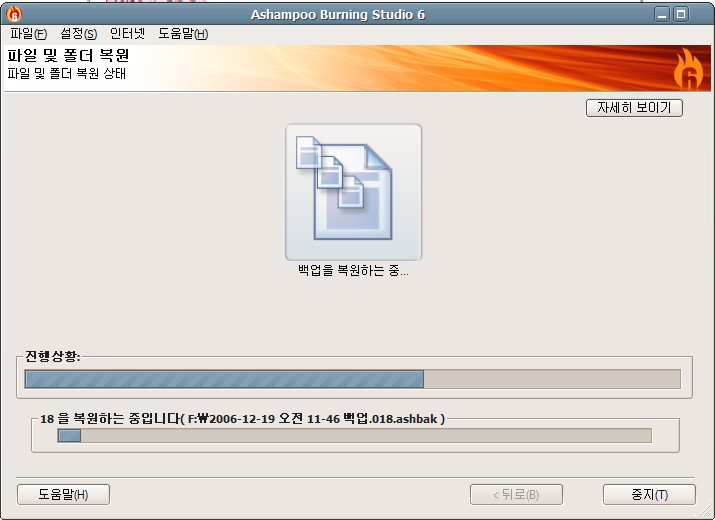 Ashampoo Burning Studio 6
파일(F) 설정(S) 인터넷 도움말(H)
파일 및 폴더 복원
파일 및 폴더 복원 상태
자세히 보이기
백업을 복원하는 중...
진행상황:
18 을 복원하는 중입니다( F:₩2006-12-19 오전 11-46 백업.018.ashbak )
도움말(H) < 뒤로(B) 중지(T)